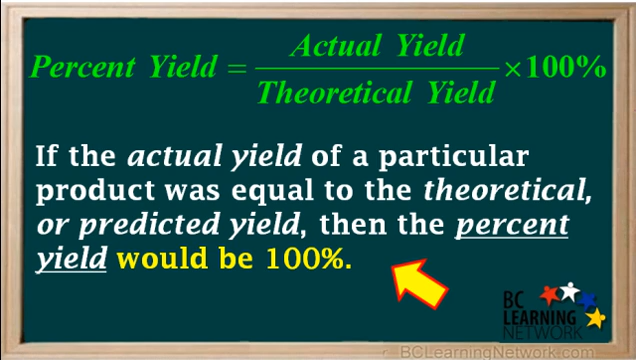 Percent Yield = Actual Yield / Theoretical Yield × 100%
If the actual yield of a particular
product was equal to the theoretical,
or predicted yield, then the percent
yield would be 100%.
BC
LEARNING
NETWORK
BCLearningNetwork.com